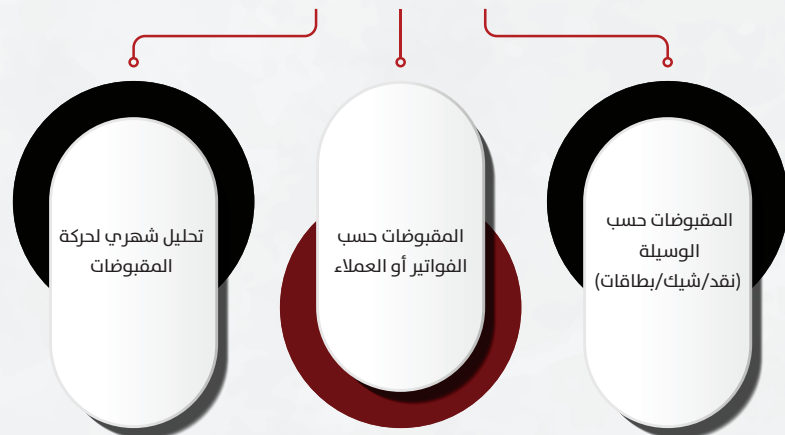 المقبوضات حسب
الوسيلة
(نقد/شيك/بطاقات)
المقبوضات حسب
الفواتير أو العملاء
تحليل شهري لحركة
المقبوضات